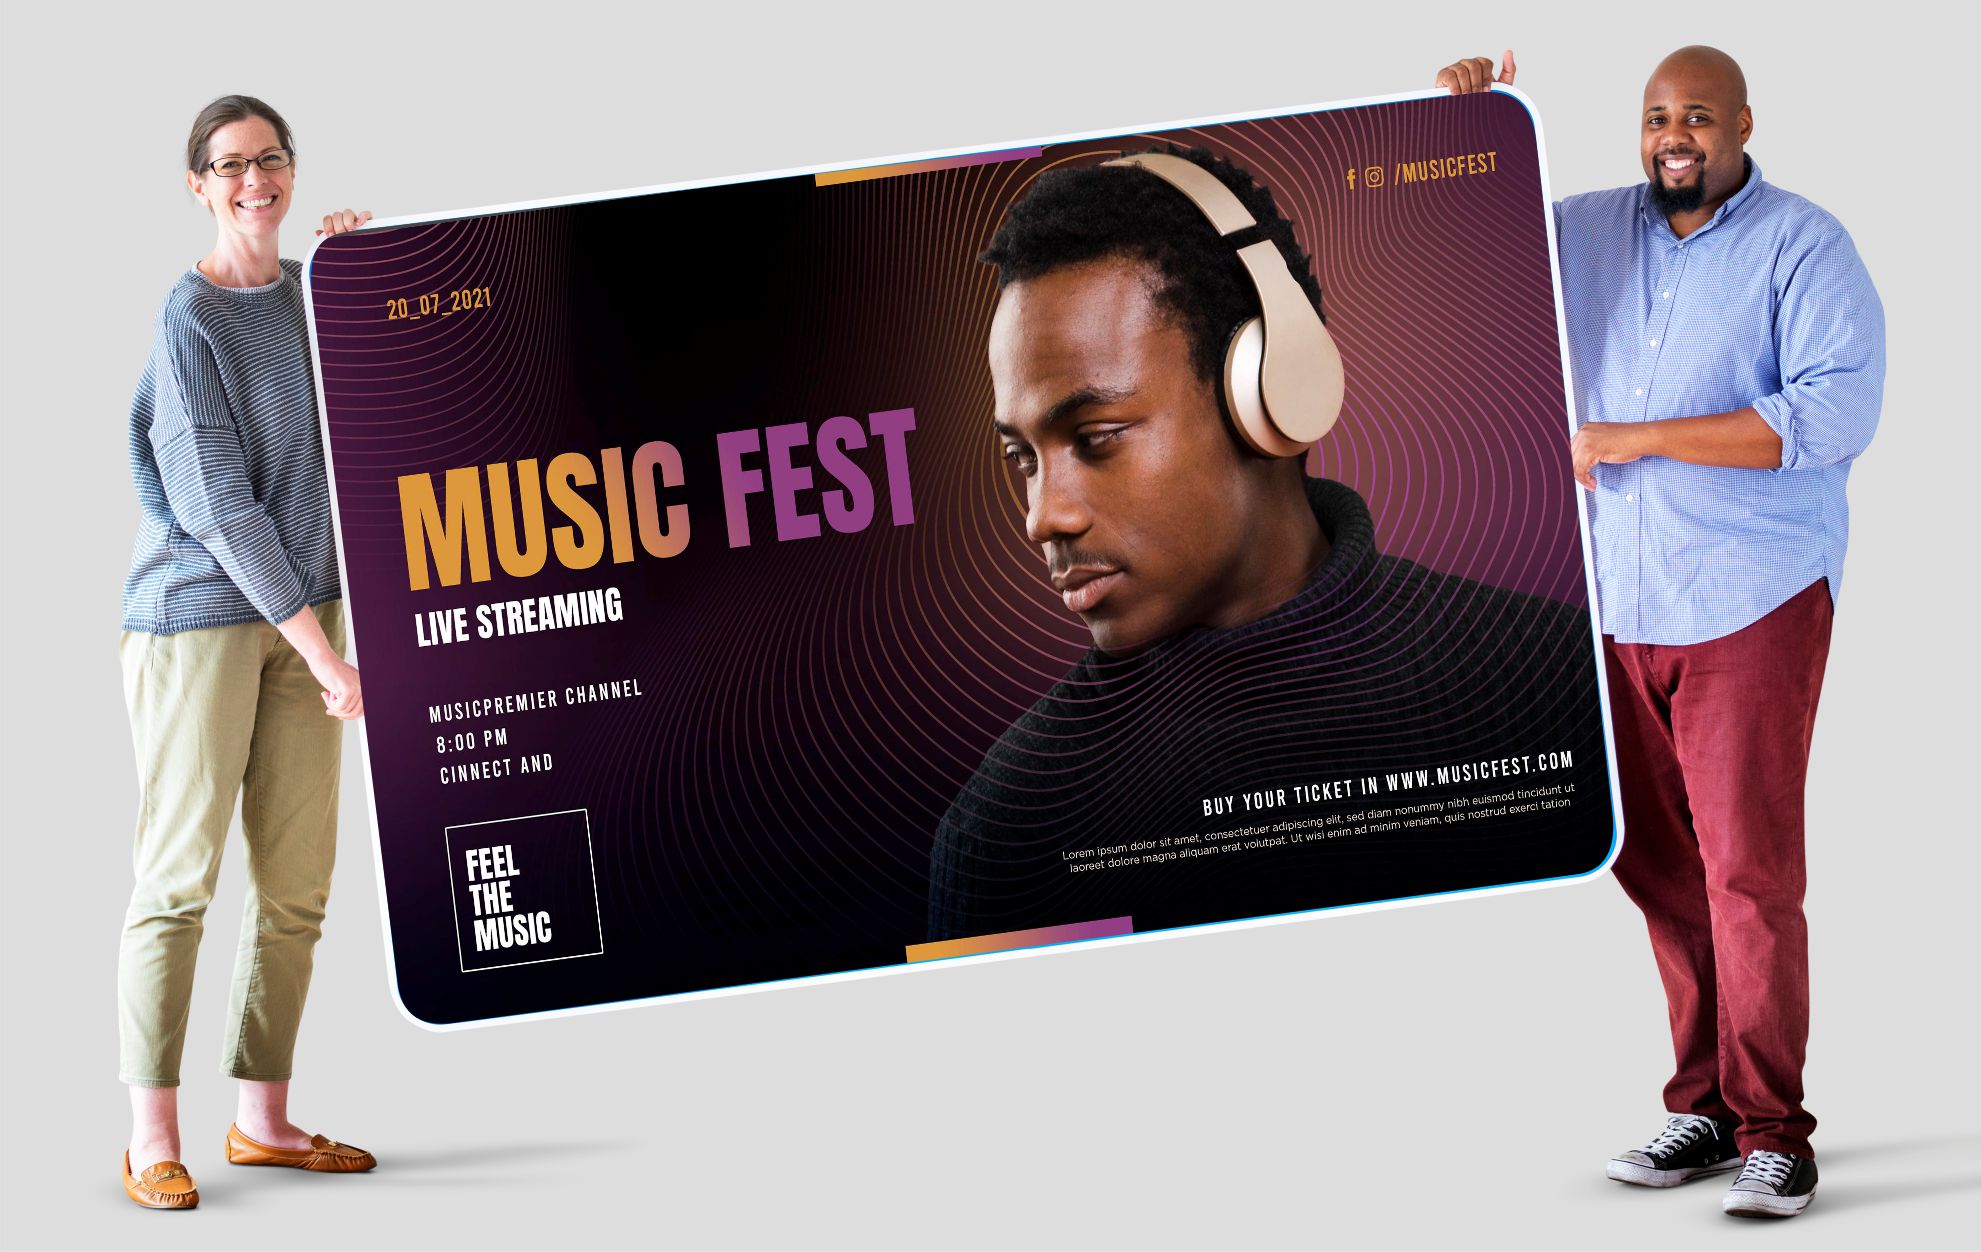 /MUSICFEST
20_07_2021
MUSIC FEST
LIVE STREAMING
MUSICPREMIER CHANNEL
8:00 PM
CINNECT AND
FEEL
THE
MUSIC
BUY YOUR TICKET IN WWW.MUSICFEST.COM
Lorem ipsum dolor sit amet, consectetuer adipiscing elit, sed diam nonummy nibh euismod tincidunt ut
laoreet dolore magna aliquam erat volutpat. Ut wisi enim ad minim veniam, quis nostrud exerci tation